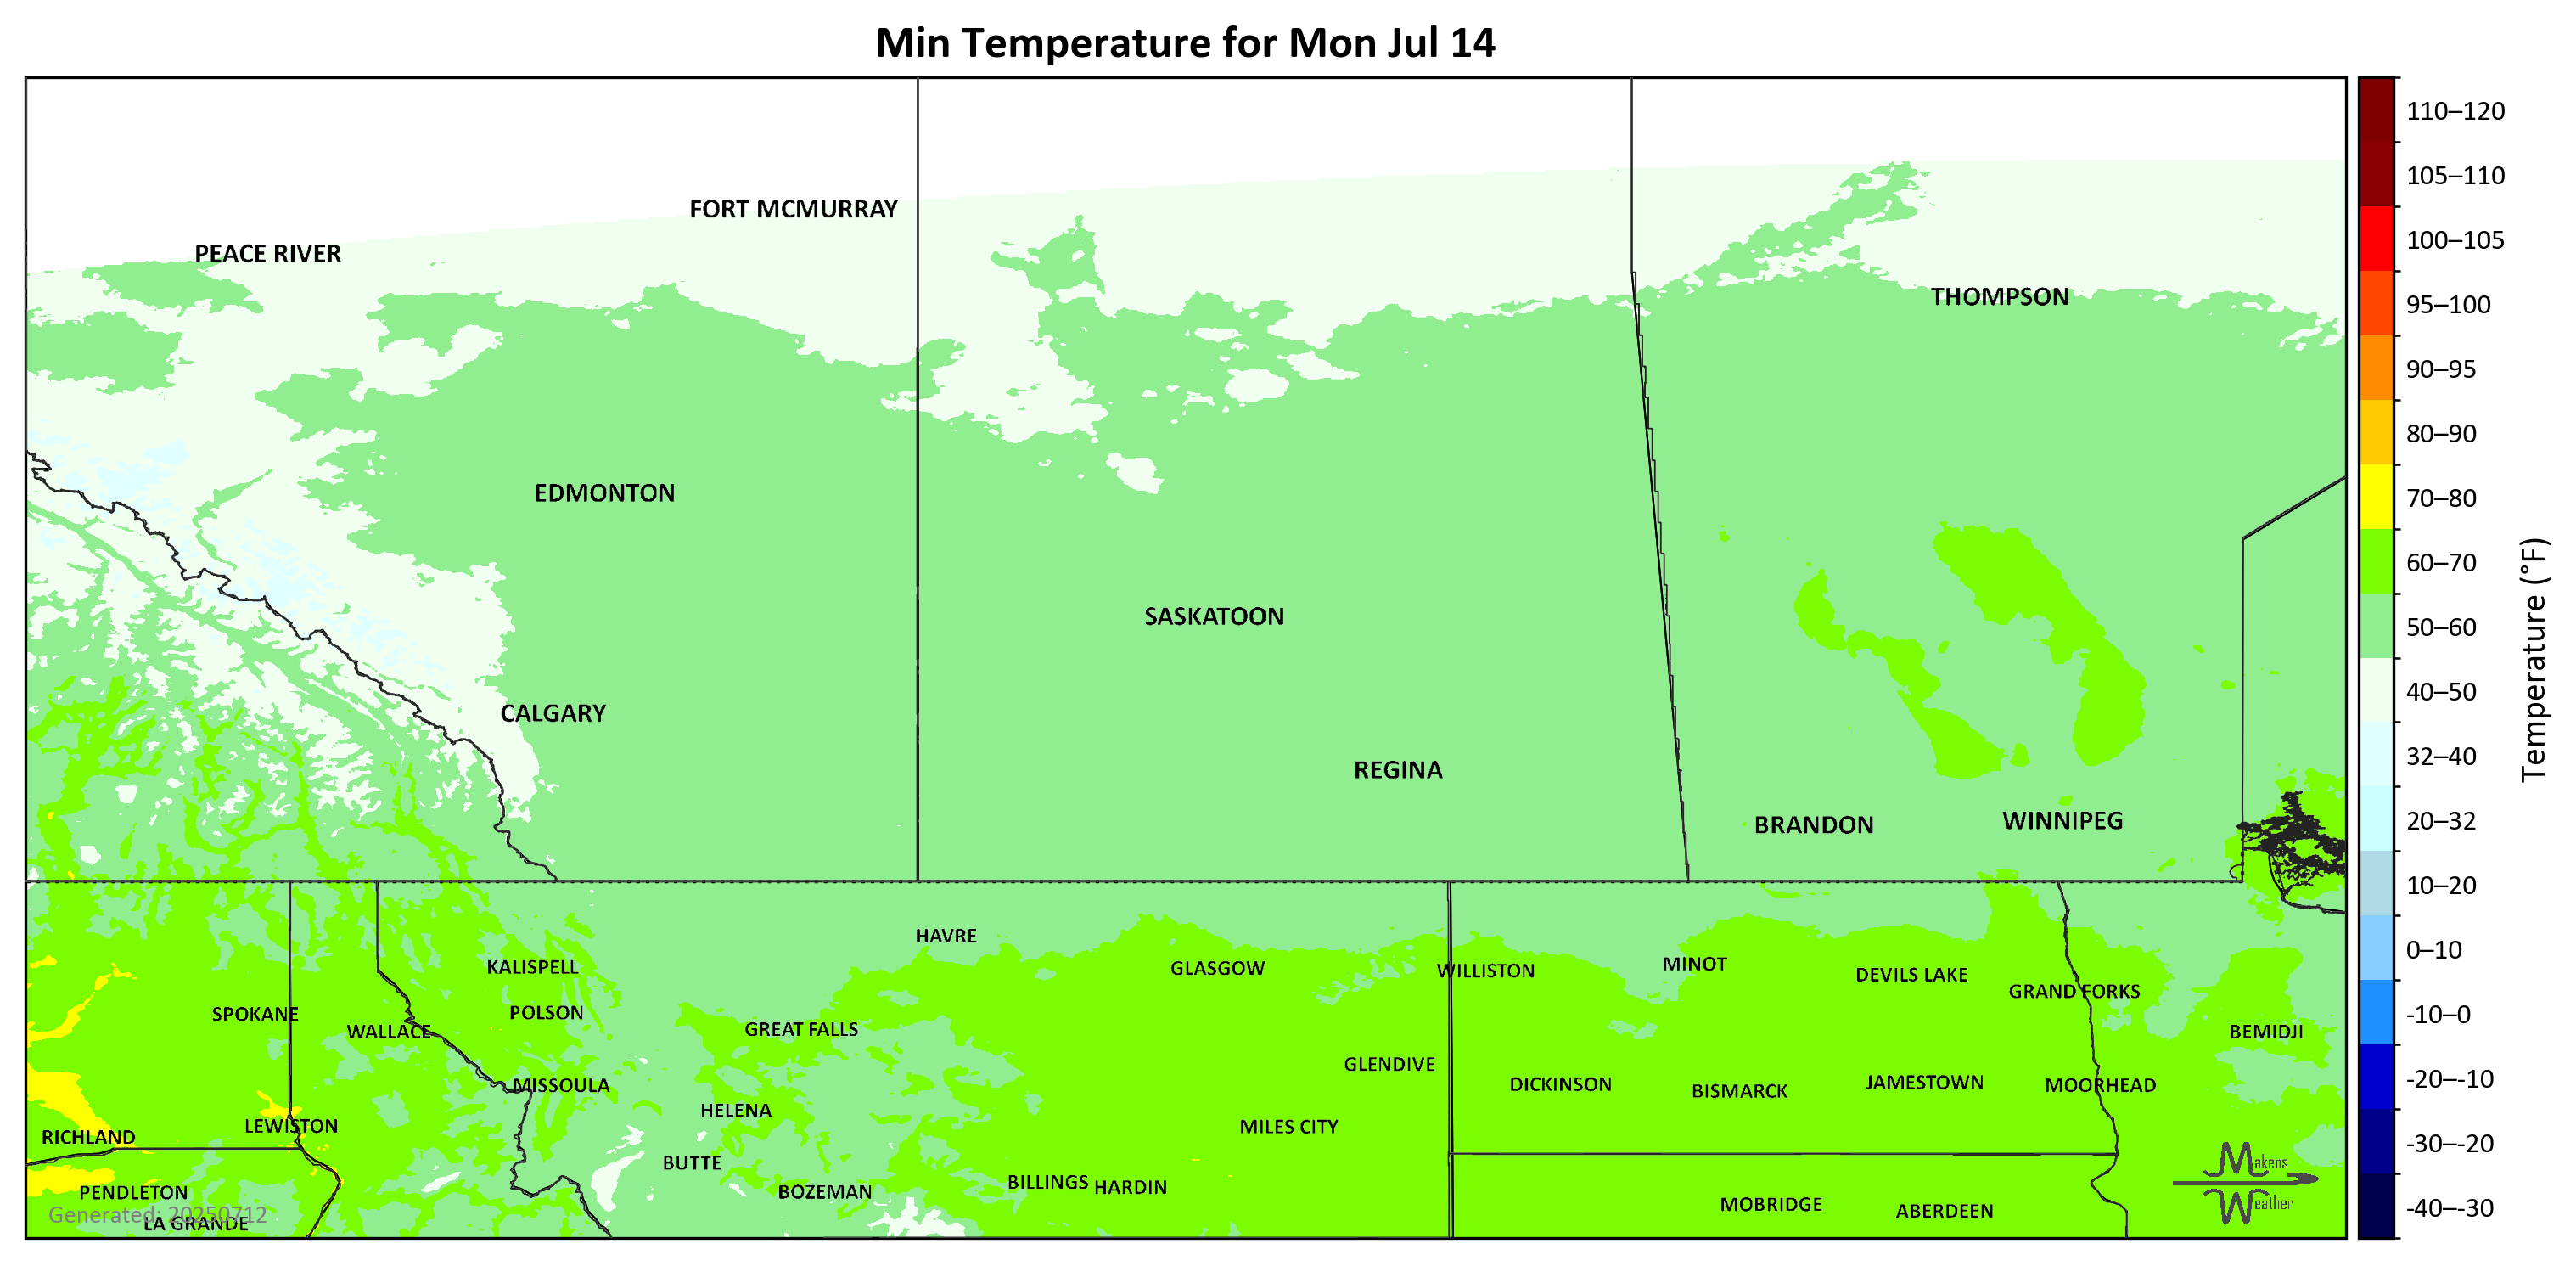 Min Temperature for Mon Jul 14
FORT MCMURRAY
PEACE RIVER
THOMPSON
EDMONTON
SASKATOON
CALGARY
REGINA
BRANDON
WINNIPEG
HAVRE
KALISPELL
GLASGOW
WILLISTON
MINOT
DEVILS LAKE
GRAND FORKS
SPOKANE
POLSON
WALLACE
GREAT FALLS
BEMIDJI
GLENDIVE
MISSOULA
DICKINSON
BISMARCK
JAMESTOWN
MOORHEAD
HELENA
LEWISTON
MILES CITY
RICHLAND
BUTTE
PENDLETON
BOZEMAN
BILLINGS
HARDIN
MOBRIDGE
ABERDEEN
Generated: 20250712
LA GRANDE
Makens
Weather
110–120
105–110
100–105
95–100
90–95
80–90
70–80
60–70
50–60
40–50
32–40
20–32
10–20
0–10
-10–0
-20–-10
-30–-20
-40–-30
Temperature (°F)